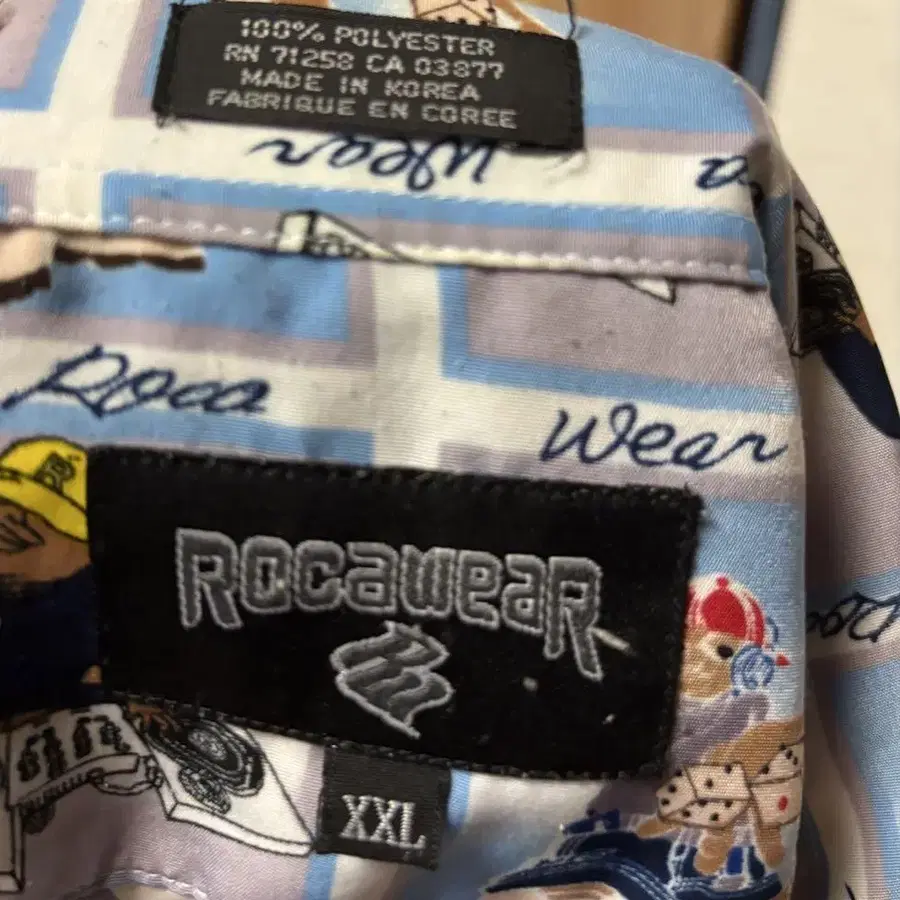 100% POLYESTER
RN 71258 CA 03877
MADE IN KOREA
FABRIQUE EN COREE
Wear
Roca
Wear
ROCAWEAR
XXL